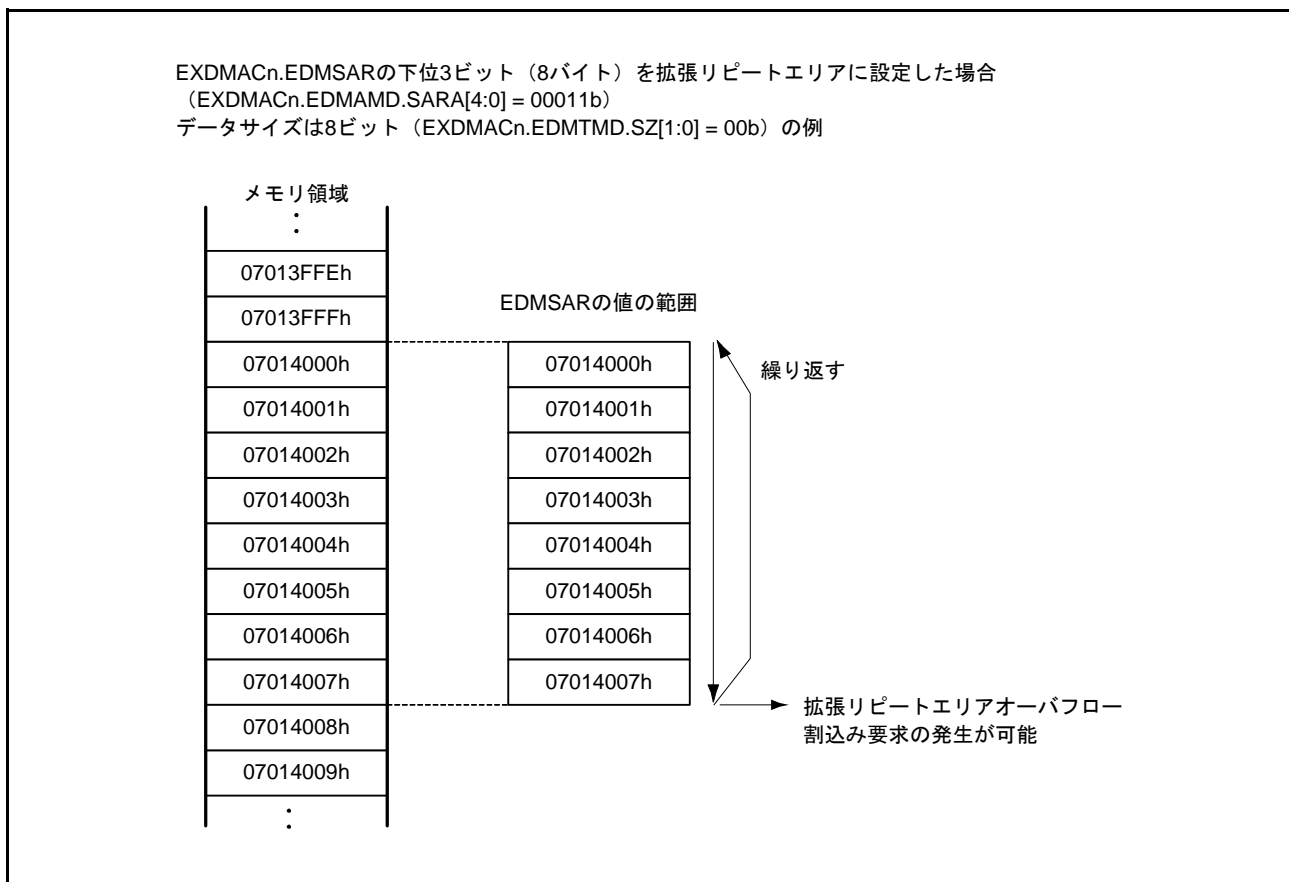 EXDMACn.EDMSARの下位3ビット（8バイト）を拡張リピートエリアに設定した場合
（EXDMACn.EDMAMD.SARA[4:0] = 00011b）
データサイズは8ビット（EXDMACn.EDMTMD.SZ[1:0] = 00b）の例
メモリ領域
07013FFEh
07013FFFh
07014000h
07014001h
07014002h
07014003h
07014004h
07014005h
07014006h
07014007h
07014008h
07014009h
EDMSARの値の範囲
07014000h
07014001h
07014002h
07014003h
07014004h
07014005h
07014006h
07014007h
繰り返す
拡張リピートエリアオーバフロー
割込み要求の発生が可能